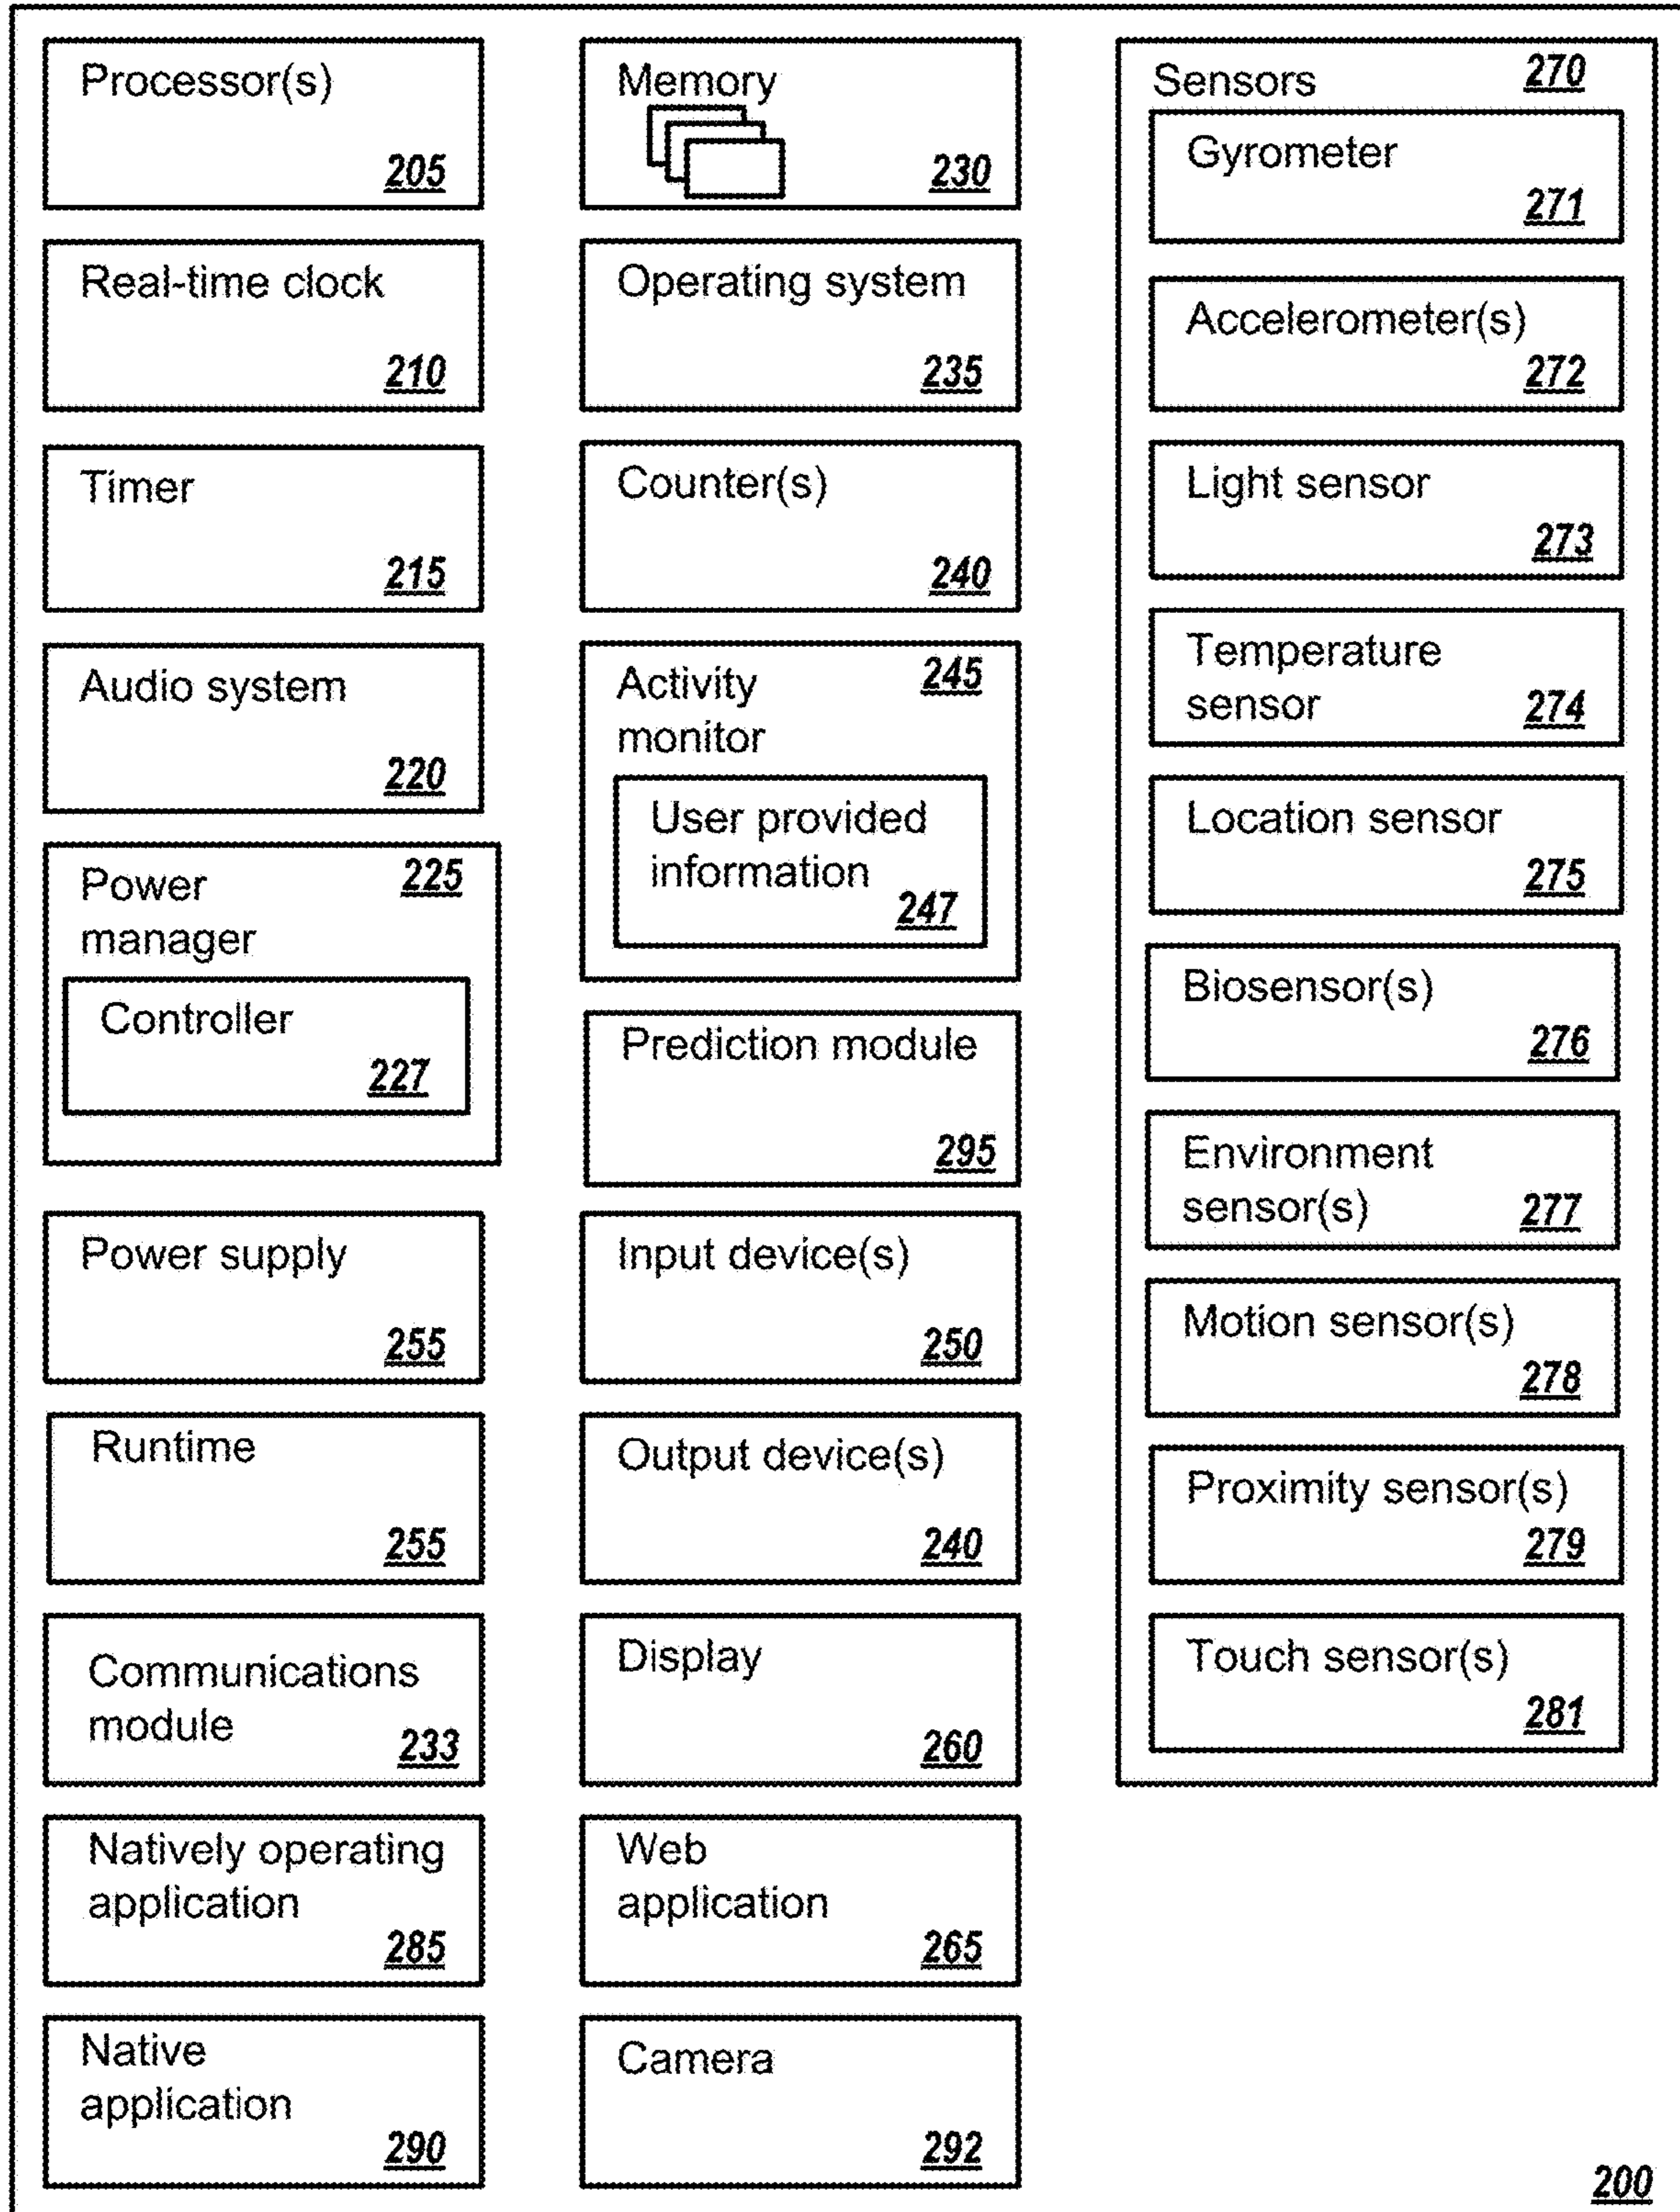 Processor(s)
205
Real-time clock
210
Timer
215
Audio system
220
Power
225
manager
Controller
227
Power supply
255
Runtime
255
Communications
module
233
Natively operating
application
285
Native
application
290
Memory
230
Operating system
235
Counter(s)
240
Activity
245
monitor
User provided
information
247
Prediction module
295
Input device(s)
250
Output device(s)
240
Display
260
Web
application
265
Camera
292
Sensors
270
Gyrometer
271
Accelerometer(s)
272
Light sensor
273
Temperature
sensor
274
Location sensor
275
Biosensor(s)
276
Environment
sensor(s)
277
Motion sensor(s)
278
Proximity sensor(s)
279
Touch sensor(s)
281
200